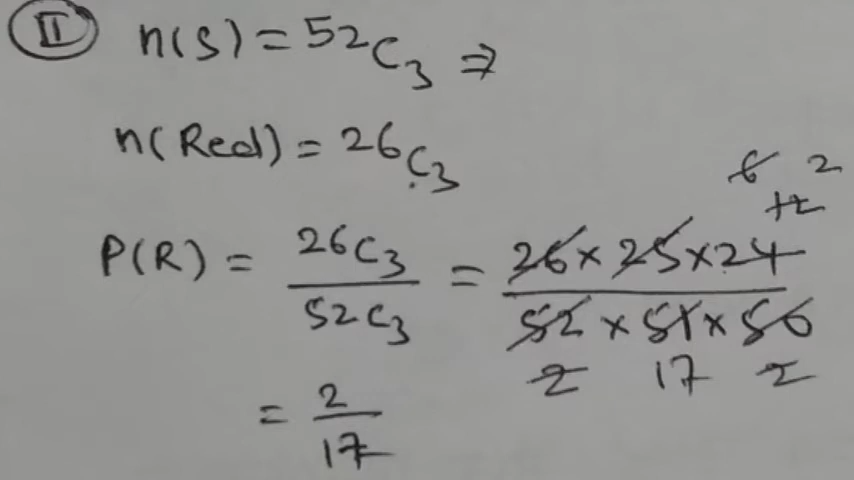 II n(S) = 52C3 ⇒
n(Red) = 26C3
6 2
12
P(R) = 26C3 / 52C3 = 26 × 25 × 24 / 52 × 51 × 50
2 17 2
= 2 / 17